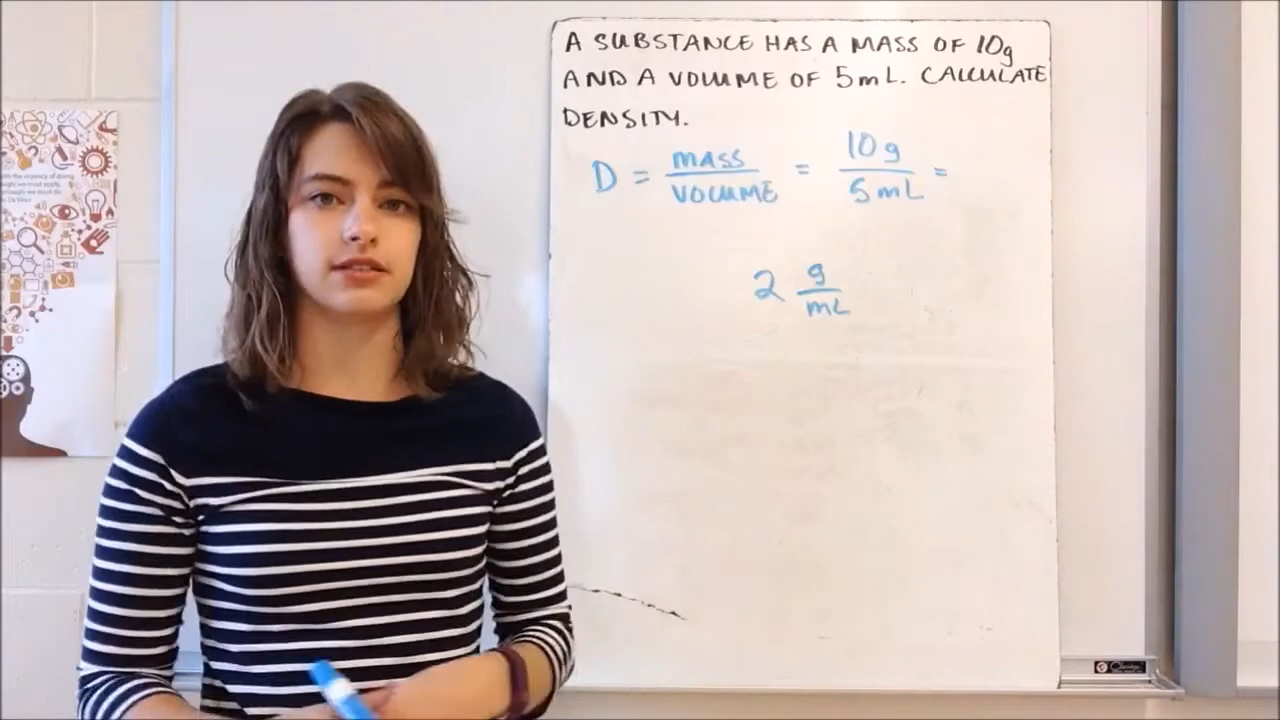 A SUBSTANCE HAS A MASS OF 10g
AND A VOLUME OF 5mL. CALCULATE
DENSITY.
D = MASS / VOLUME = 10g / 5mL =
2 g / mL